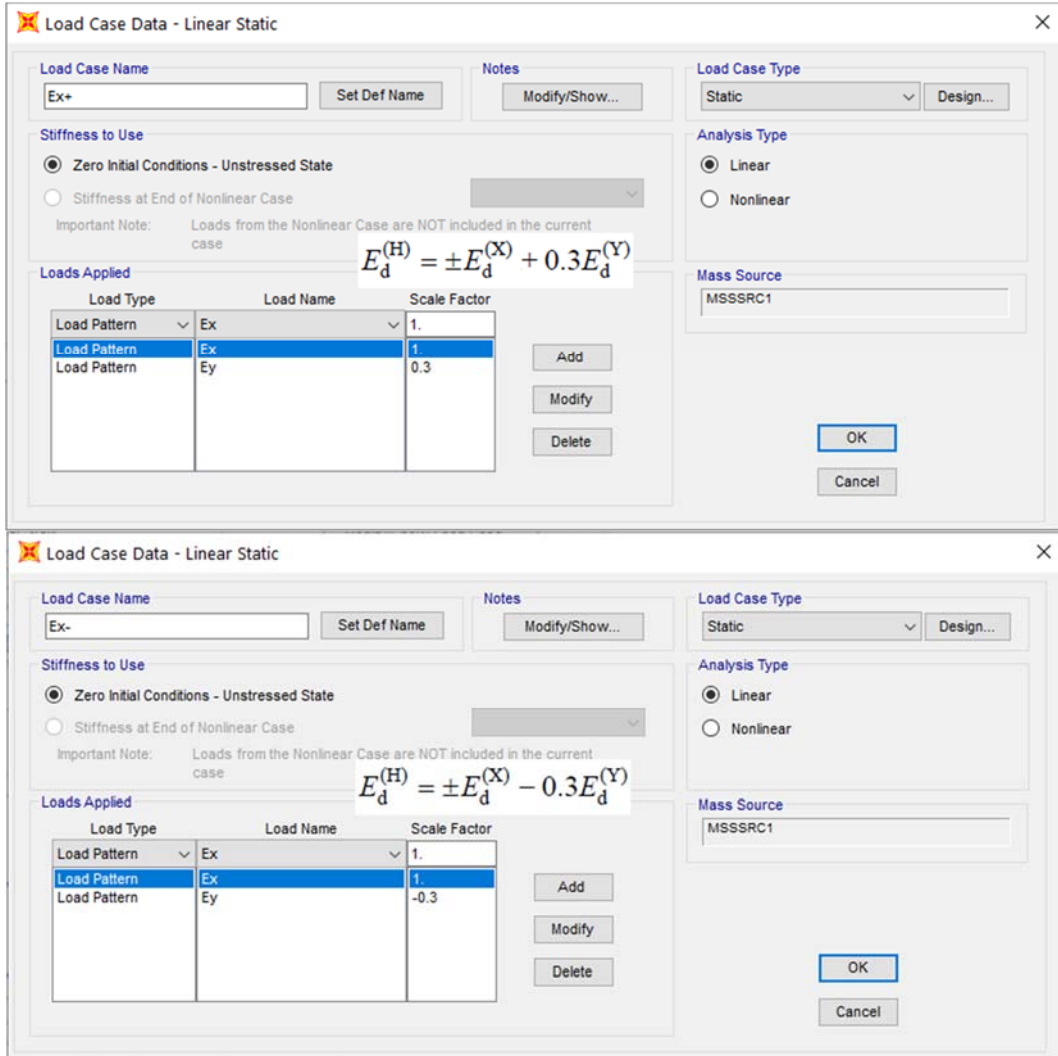 Load Case Data - Linear Static
Load Case Name
Notes
Load Case Type
Ex+
Set Def Name
Modify/Show...
Static
Design...
Stiffness to Use
Analysis Type
Zero Initial Conditions - Unstressed State
Linear
Stiffness at End of Nonlinear Case
Nonlinear
Important Note: Loads from the Nonlinear Case are NOT included in the current
case
E_d^(H) = ±E_d^(X) + 0.3E_d^(Y)
Loads Applied
Mass Source
Load Type Load Name Scale Factor
MSSSRC1
Load Pattern Ex 1.
Load Pattern Ex 1.
Load Pattern Ey 0.3
Add
Modify
Delete
OK
Cancel
Load Case Data - Linear Static
Load Case Name
Notes
Load Case Type
Ex-
Set Def Name
Modify/Show...
Static
Design...
Stiffness to Use
Analysis Type
Zero Initial Conditions - Unstressed State
Linear
Stiffness at End of Nonlinear Case
Nonlinear
Important Note: Loads from the Nonlinear Case are NOT included in the current
case
E_d^(H) = ±E_d^(X) − 0.3E_d^(Y)
Loads Applied
Mass Source
Load Type Load Name Scale Factor
MSSSRC1
Load Pattern Ex 1.
Load Pattern Ex 1.
Load Pattern Ey -0.3
Add
Modify
Delete
OK
Cancel